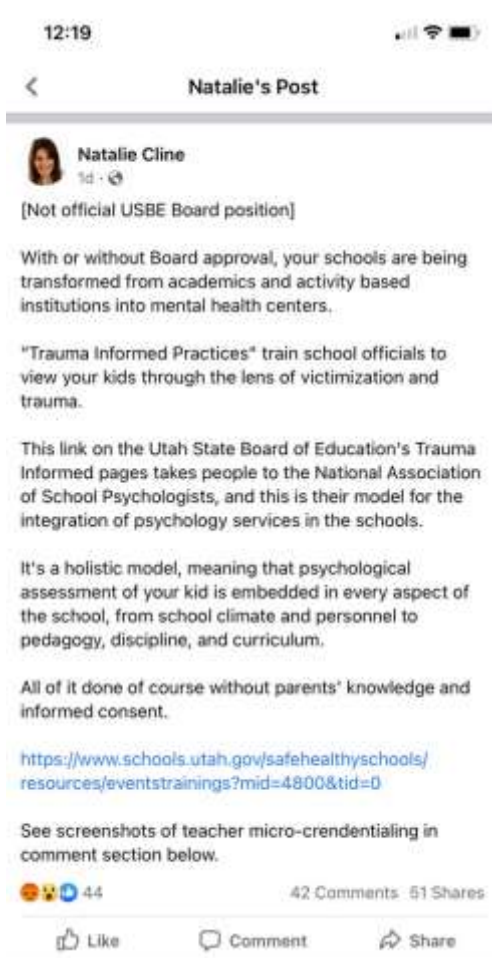 12:19
Natalie's Post
Natalie Cline
1d ·
[Not official USBE Board position]
With or without Board approval, your schools are being
transformed from academics and activity based
institutions into mental health centers.
"Trauma Informed Practices" train school officials to
view your kids through the lens of victimization and
trauma.
This link on the Utah State Board of Education's Trauma
Informed pages takes people to the National Association
of School Psychologists, and this is their model for the
integration of psychology services in the schools.
It's a holistic model, meaning that psychological
assessment of your kid is embedded in every aspect of
the school, from school climate and personnel to
pedagogy, discipline, and curriculum.
All of it done of course without parents' knowledge and
informed consent.
https://www.schools.utah.gov/safehealthyschools/
resources/eventstrainings?mid=4800&tid=0
See screenshots of teacher micro-crendentialing in
comment section below.
44 42 Comments 51 Shares
Like Comment Share